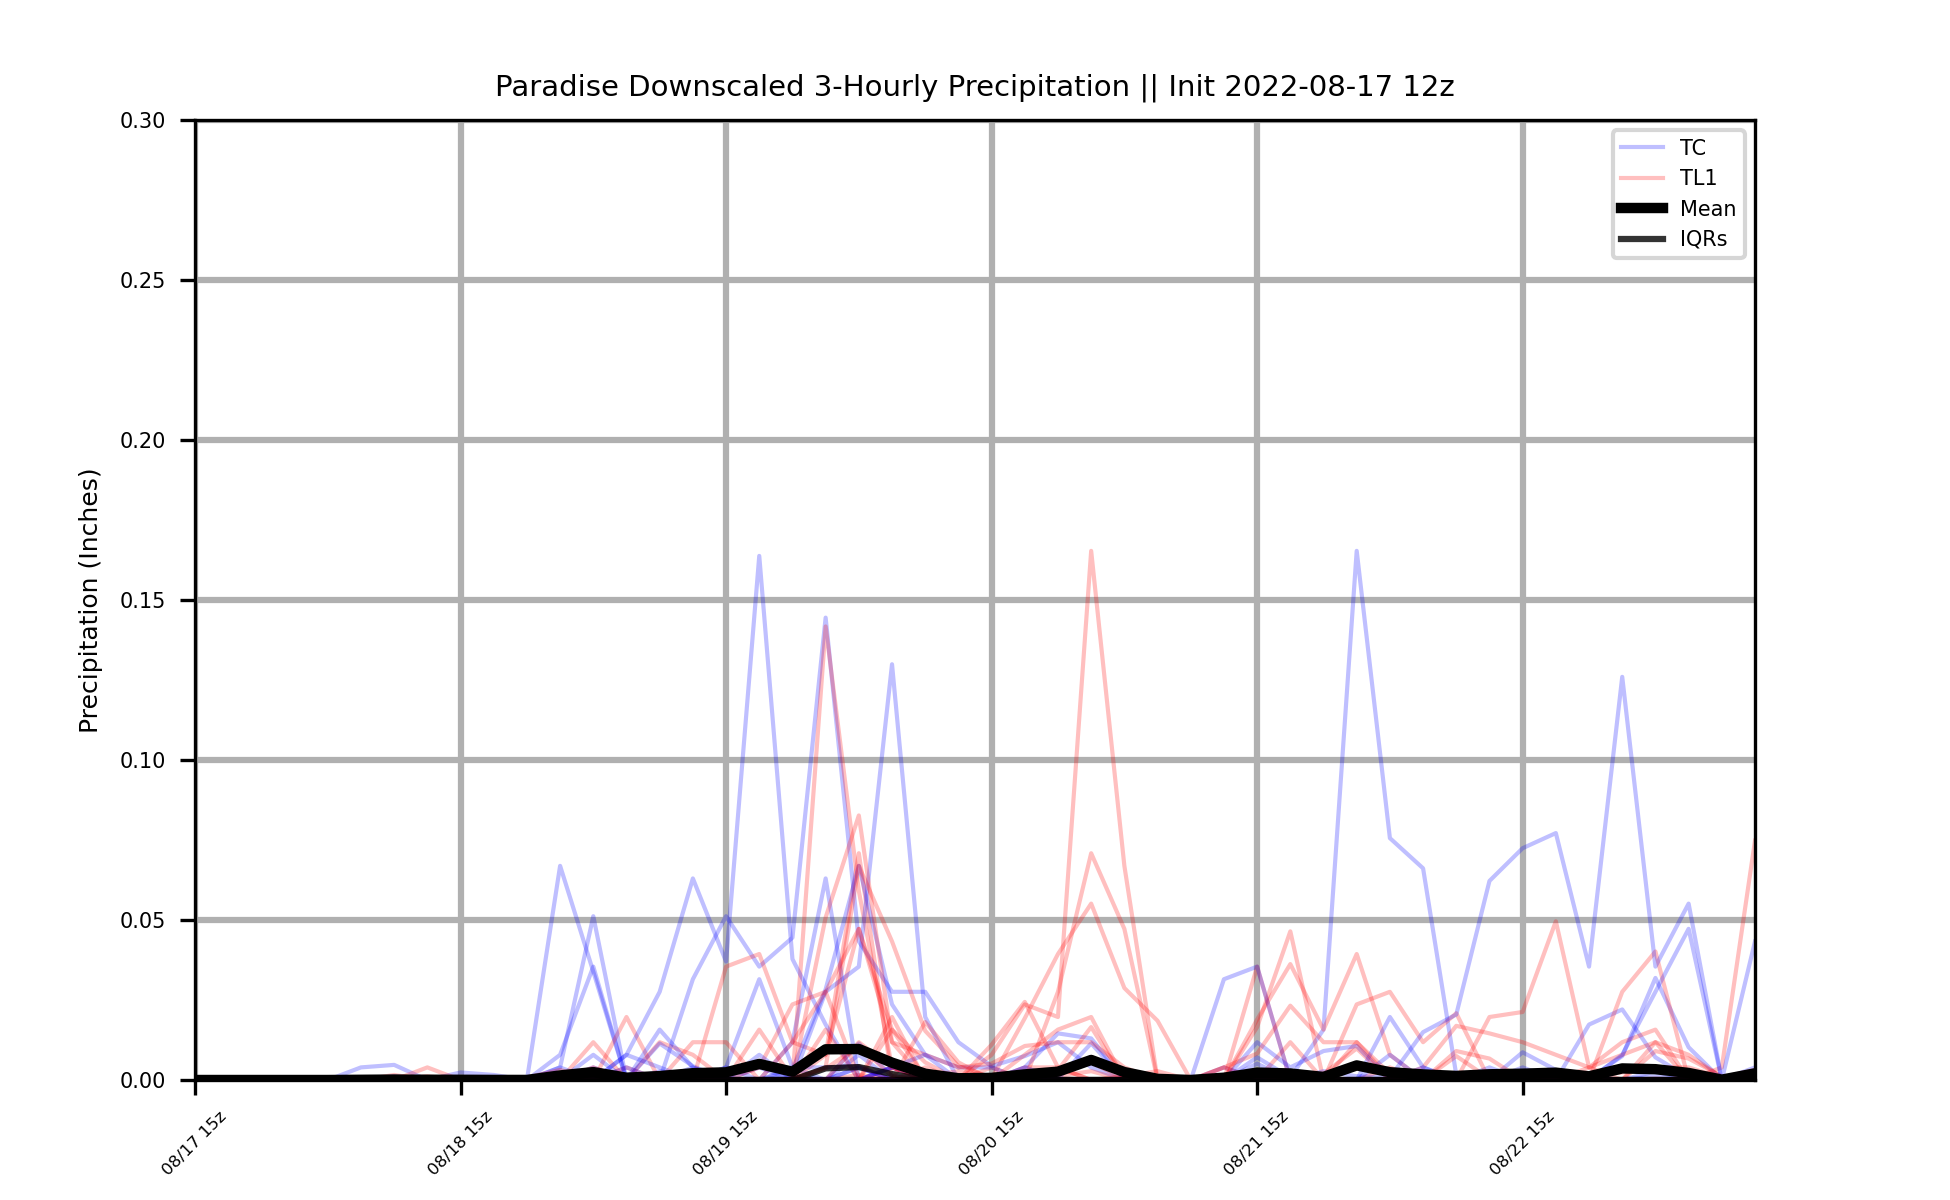 Paradise Downscaled 3-Hourly Precipitation || Init 2022-08-17 12z
Precipitation (Inches)
0.30
0.25
0.20
0.15
0.10
0.05
0.00
TC
TL1
Mean
IQRs
08/17 15z
08/18 15z
08/19 15z
08/20 15z
08/21 15z
08/22 15z